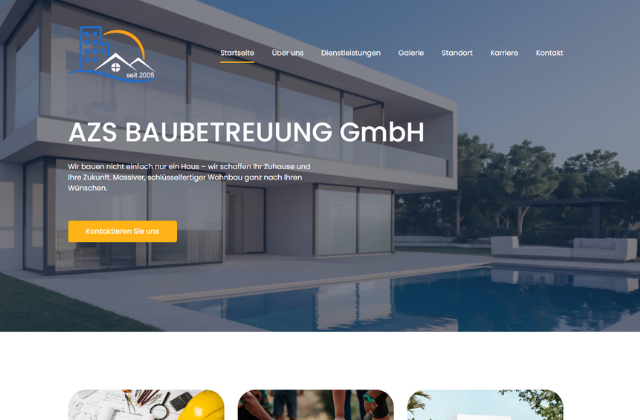 seit 2005
Startseite Über uns Dienstleistungen Galerie Standort Karriere Kontakt
AZS BAUBETREUUNG GmbH
Wir bauen nicht einfach nur ein Haus – wir schaffen Ihr Zuhause und
Ihre Zukunft. Massiver, schlüsselfertiger Wohnbau ganz nach Ihren
Wünschen.
Kontaktieren Sie uns